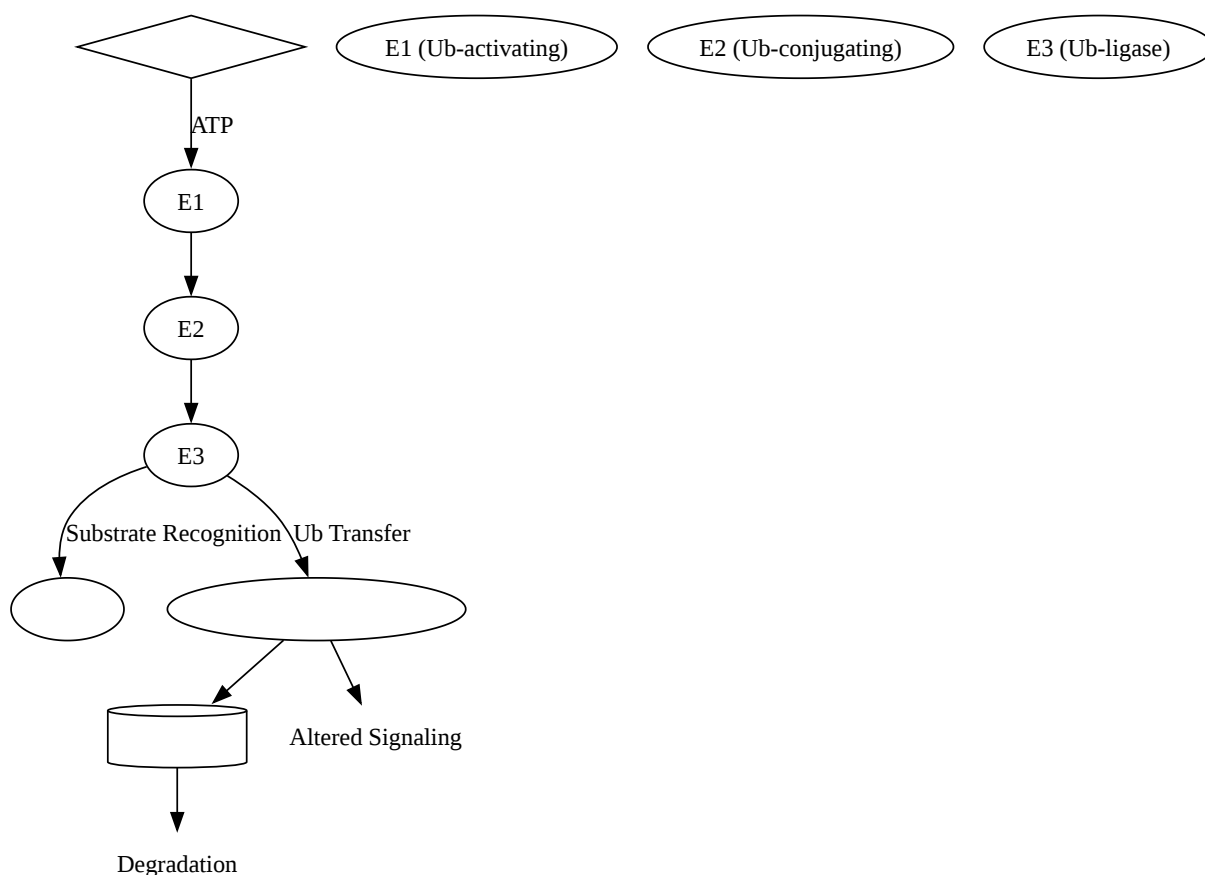 E1 (Ub-activating)
E2 (Ub-conjugating)
E3 (Ub-ligase)
ATP
E1
E2
E3
Substrate Recognition
Ub Transfer
Altered Signaling
Degradation